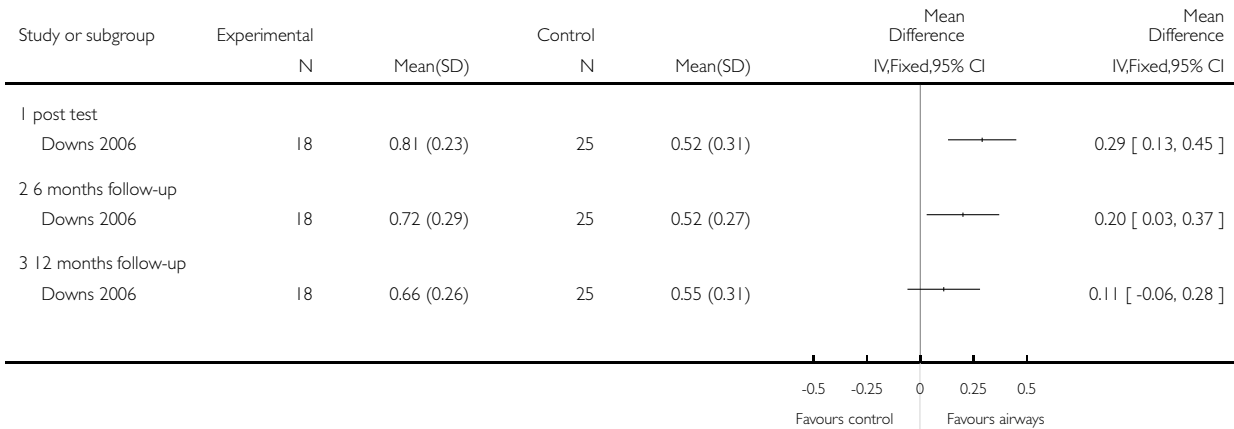 Study or subgroup Experimental Control Mean Difference Mean Difference
N Mean(SD) N Mean(SD) IV,Fixed,95% CI IV,Fixed,95% CI
1 post test
Downs 2006 18 0.81 (0.23) 25 0.52 (0.31) 0.29 [ 0.13, 0.45 ]
2 6 months follow-up
Downs 2006 18 0.72 (0.29) 25 0.52 (0.27) 0.20 [ 0.03, 0.37 ]
3 12 months follow-up
Downs 2006 18 0.66 (0.26) 25 0.55 (0.31) 0.11 [ -0.06, 0.28 ]
-0.5 -0.25 0 0.25 0.5
Favours control Favours airways